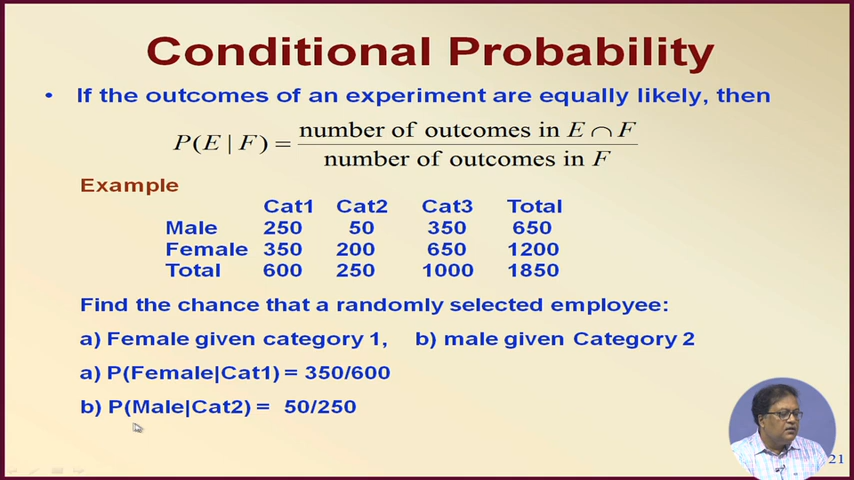 Conditional Probability
• If the outcomes of an experiment are equally likely, then
P(E | F) = number of outcomes in E ∩ F / number of outcomes in F
Example
Cat1 Cat2 Cat3 Total
Male 250 50 350 650
Female 350 200 650 1200
Total 600 250 1000 1850
Find the chance that a randomly selected employee:
a) Female given category 1, b) male given Category 2
a) P(Female|Cat1) = 350/600
b) P(Male|Cat2) = 50/250
21